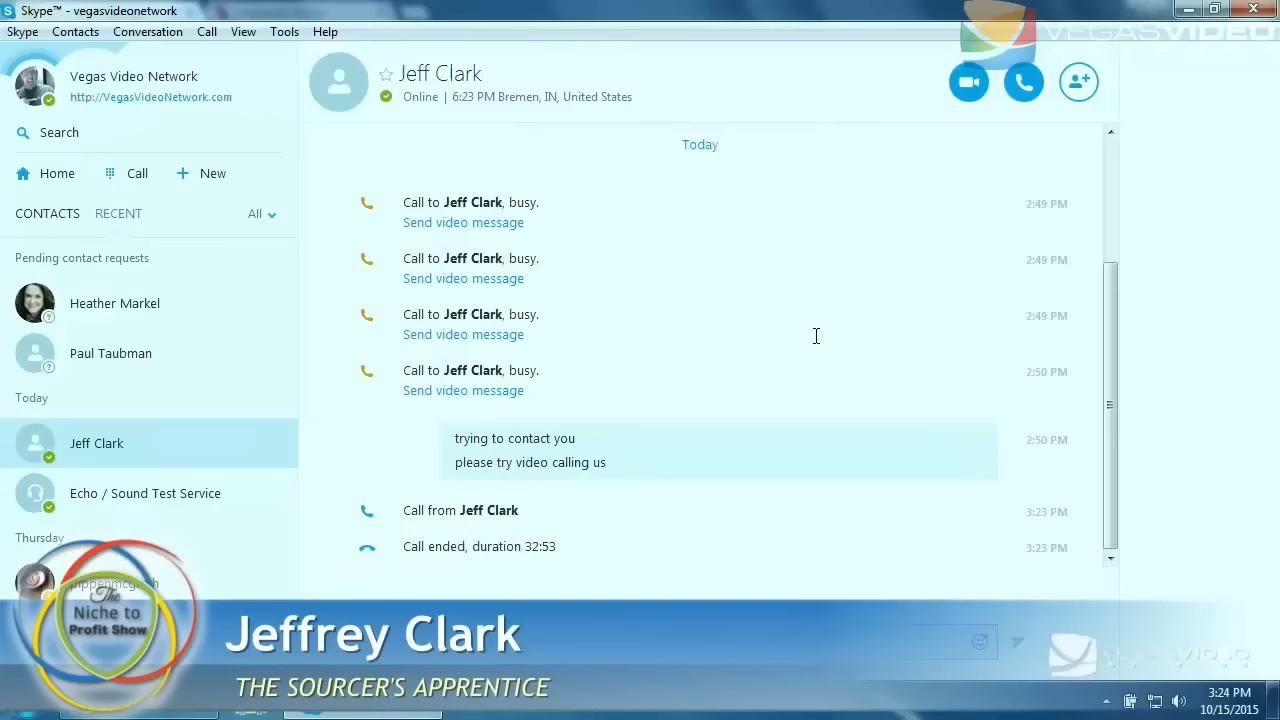 Skype™ - vegasvideonetwork
Skype Contacts Conversation Call View Tools Help
VEGASVIDEO
Vegas Video Network
http://VegasVideoNetwork.com
Jeff Clark
Online | 6:23 PM Bremen, IN, United States
Search
Home Call New
CONTACTS RECENT All
Pending contact requests
Heather Markel
Paul Taubman
Today
Jeff Clark
Echo / Sound Test Service
Thursday
Today
Call to Jeff Clark, busy. 2:49 PM
Send video message
Call to Jeff Clark, busy. 2:49 PM
Send video message
Call to Jeff Clark, busy. 2:49 PM
Send video message
Call to Jeff Clark, busy. 2:50 PM
Send video message
trying to contact you 2:50 PM
please try video calling us
Call from Jeff Clark 3:23 PM
Call ended, duration 32:53 3:23 PM
The
Niche to
Profit Show
Jeffrey Clark
THE SOURCER'S APPRENTICE
VEGASVIDEO
3:24 PM
10/15/2015